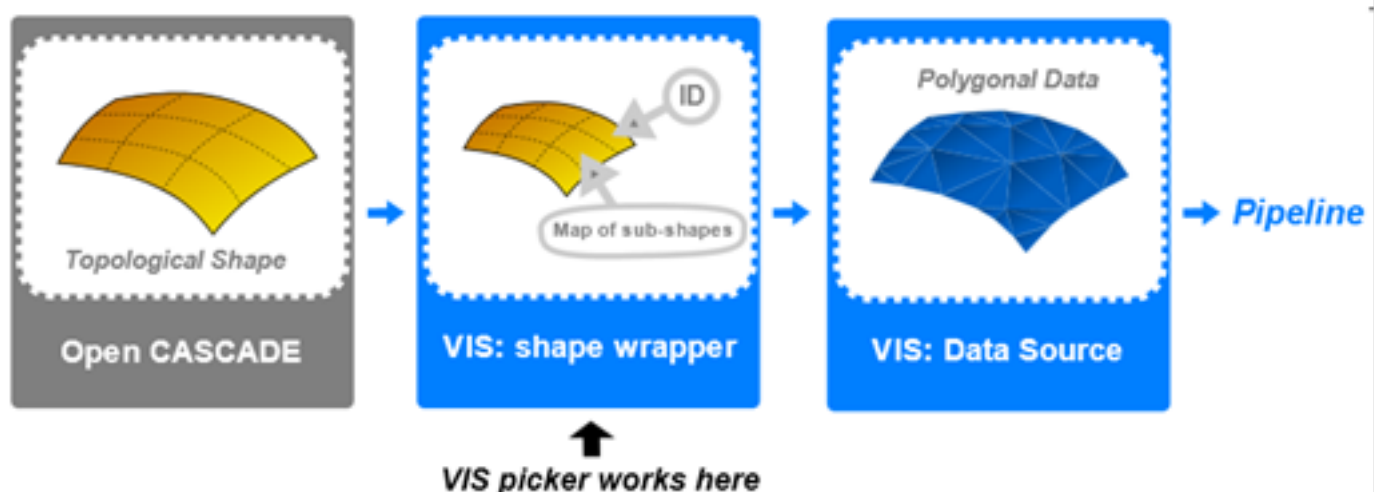 Topological Shape
Open CASCADE
ID
Map of sub-shapes
VIS: shape wrapper
VIS picker works here
Polygonal Data
VIS: Data Source
Pipeline